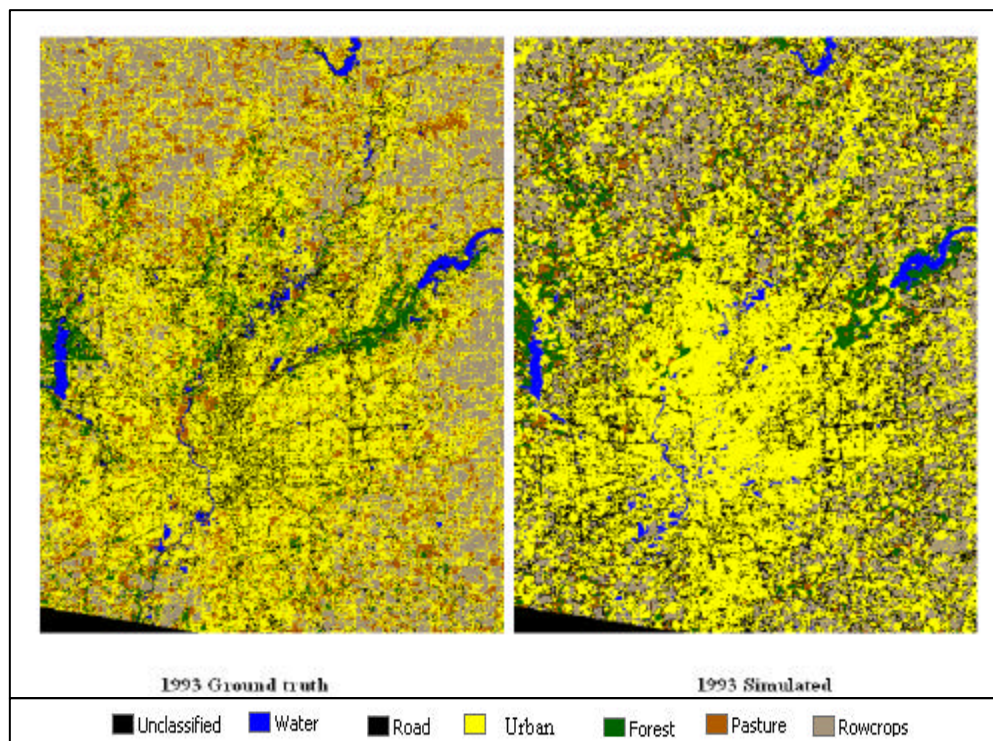 1993 Ground truth
1993 Simulated
Unclassified Water Road Urban Forest Pasture Rowcrops